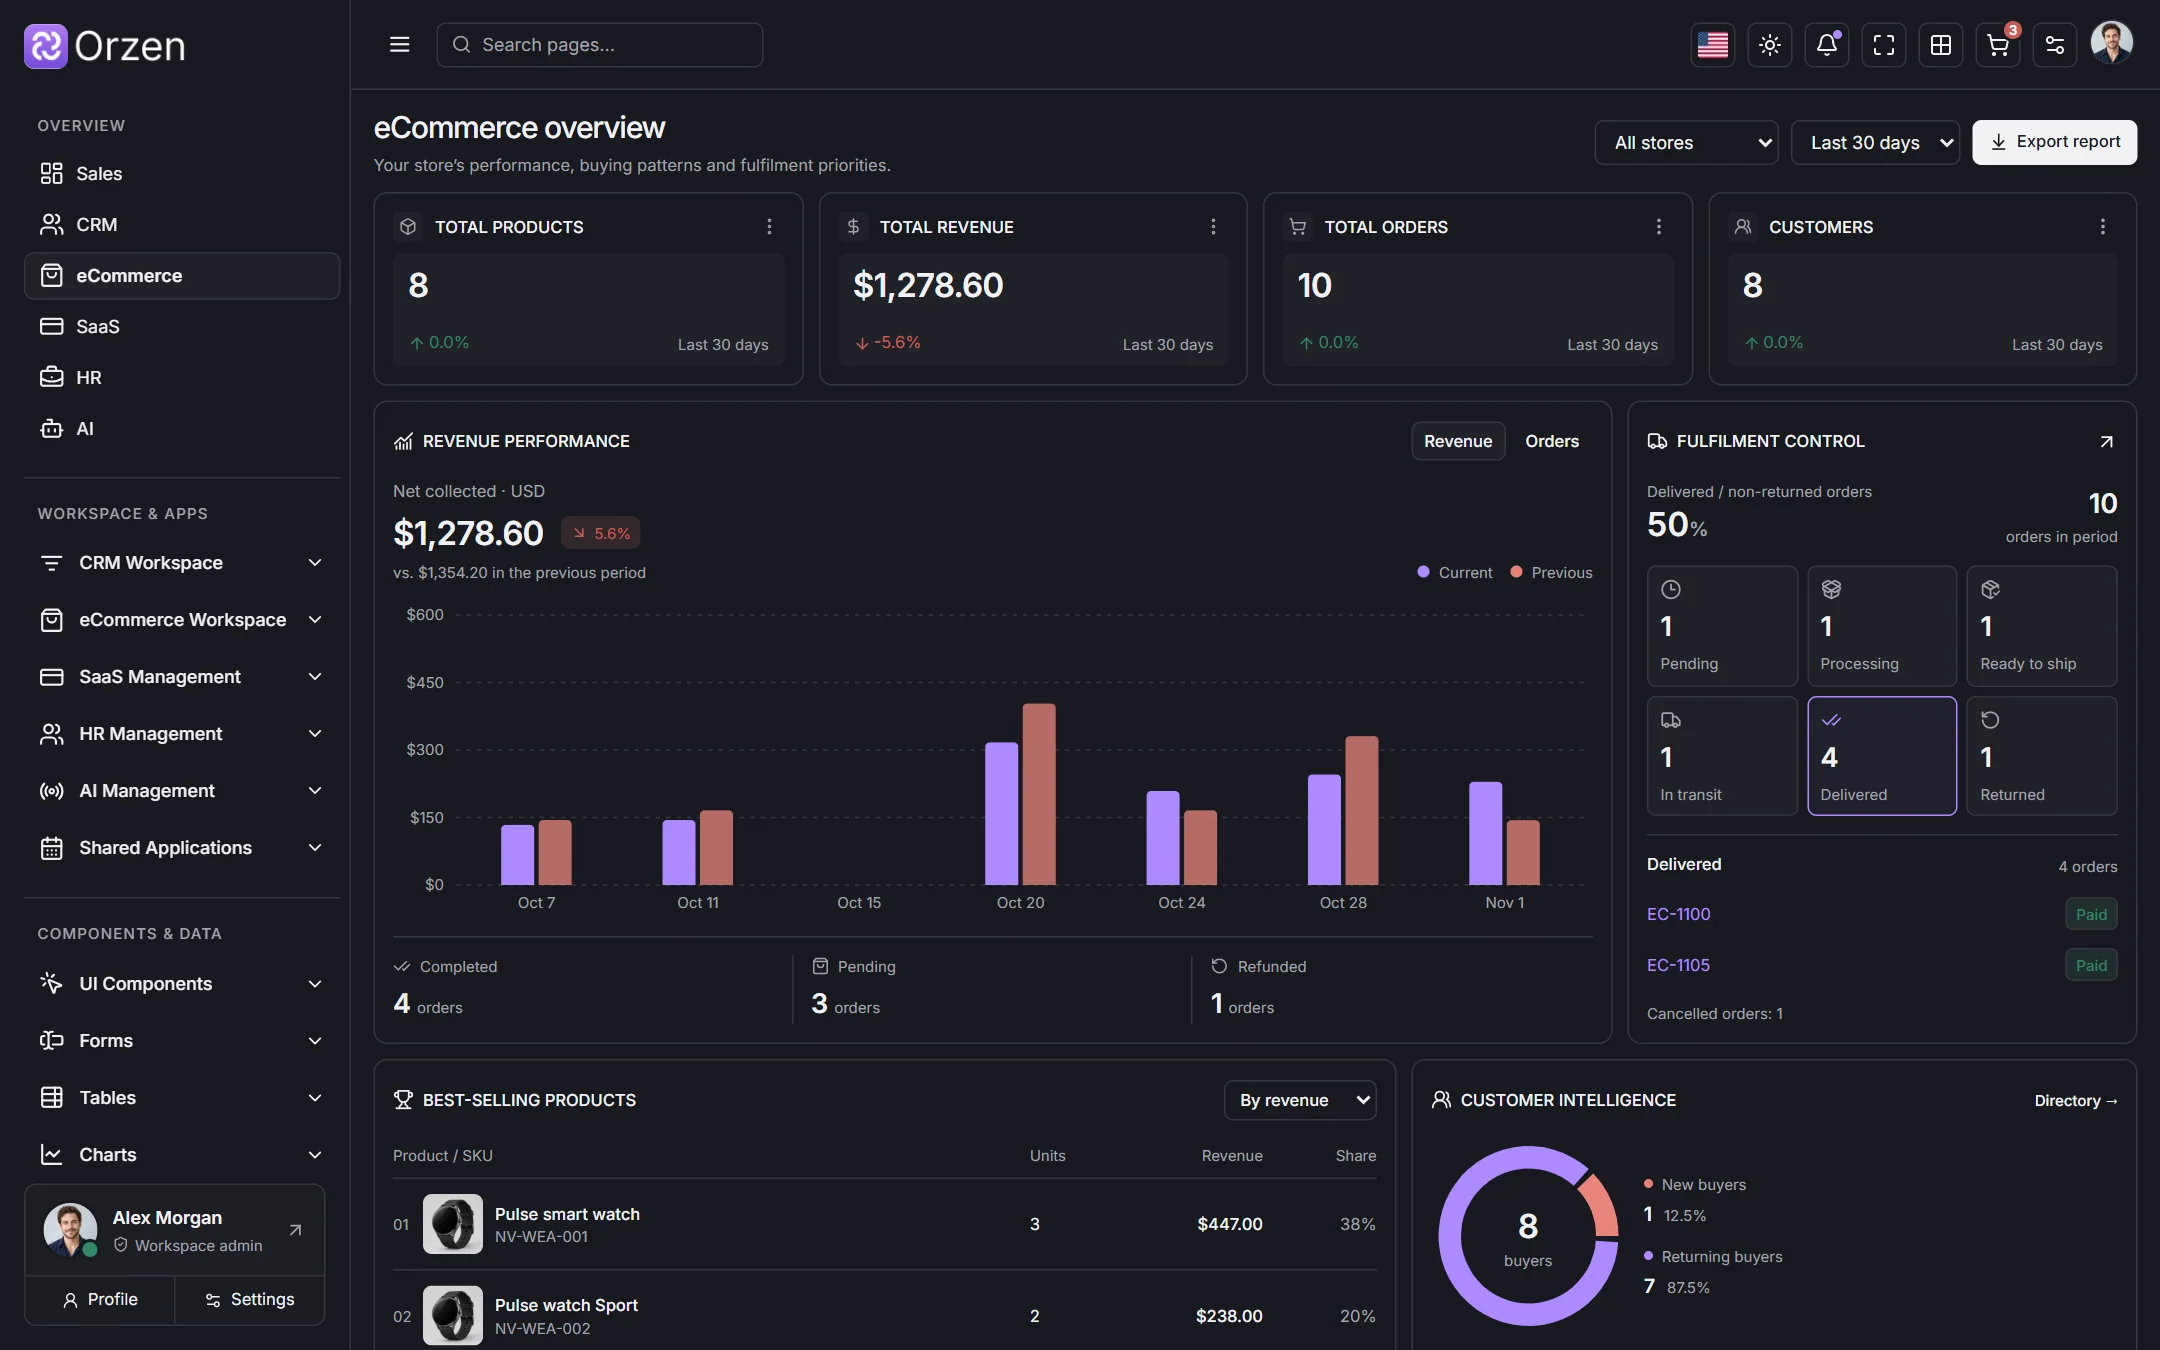 Orzen
Search pages...
3
OVERVIEW
Sales
CRM
eCommerce
SaaS
HR
AI
WORKSPACE & APPS
CRM Workspace
eCommerce Workspace
SaaS Management
HR Management
AI Management
Shared Applications
COMPONENTS & DATA
UI Components
Forms
Tables
Charts
Alex Morgan
Workspace admin
Profile
Settings
eCommerce overview
Your store’s performance, buying patterns and fulfilment priorities.
All stores
Last 30 days
Export report
TOTAL PRODUCTS
8
0.0%
Last 30 days
TOTAL REVENUE
$1,278.60
-5.6%
Last 30 days
TOTAL ORDERS
10
0.0%
Last 30 days
CUSTOMERS
8
0.0%
Last 30 days
REVENUE PERFORMANCE
Revenue
Orders
Net collected · USD
$1,278.60
5.6%
vs. $1,354.20 in the previous period
Current
Previous
$600
$450
$300
$150
$0
Oct 7
Oct 11
Oct 15
Oct 20
Oct 24
Oct 28
Nov 1
Completed
4 orders
Pending
3 orders
Refunded
1 orders
FULFILMENT CONTROL
Delivered / non-returned orders
50%
10
orders in period
1
Pending
1
Processing
1
Ready to ship
1
In transit
4
Delivered
1
Returned
Delivered
4 orders
EC-1100
Paid
EC-1105
Paid
Cancelled orders: 1
BEST-SELLING PRODUCTS
By revenue
Product / SKU
Units
Revenue
Share
01
Pulse smart watch
NV-WEA-001
3
$447.00
38%
02
Pulse watch Sport
NV-WEA-002
2
$238.00
20%
CUSTOMER INTELLIGENCE
Directory →
8
buyers
New buyers
1 12.5%
Returning buyers
7 87.5%